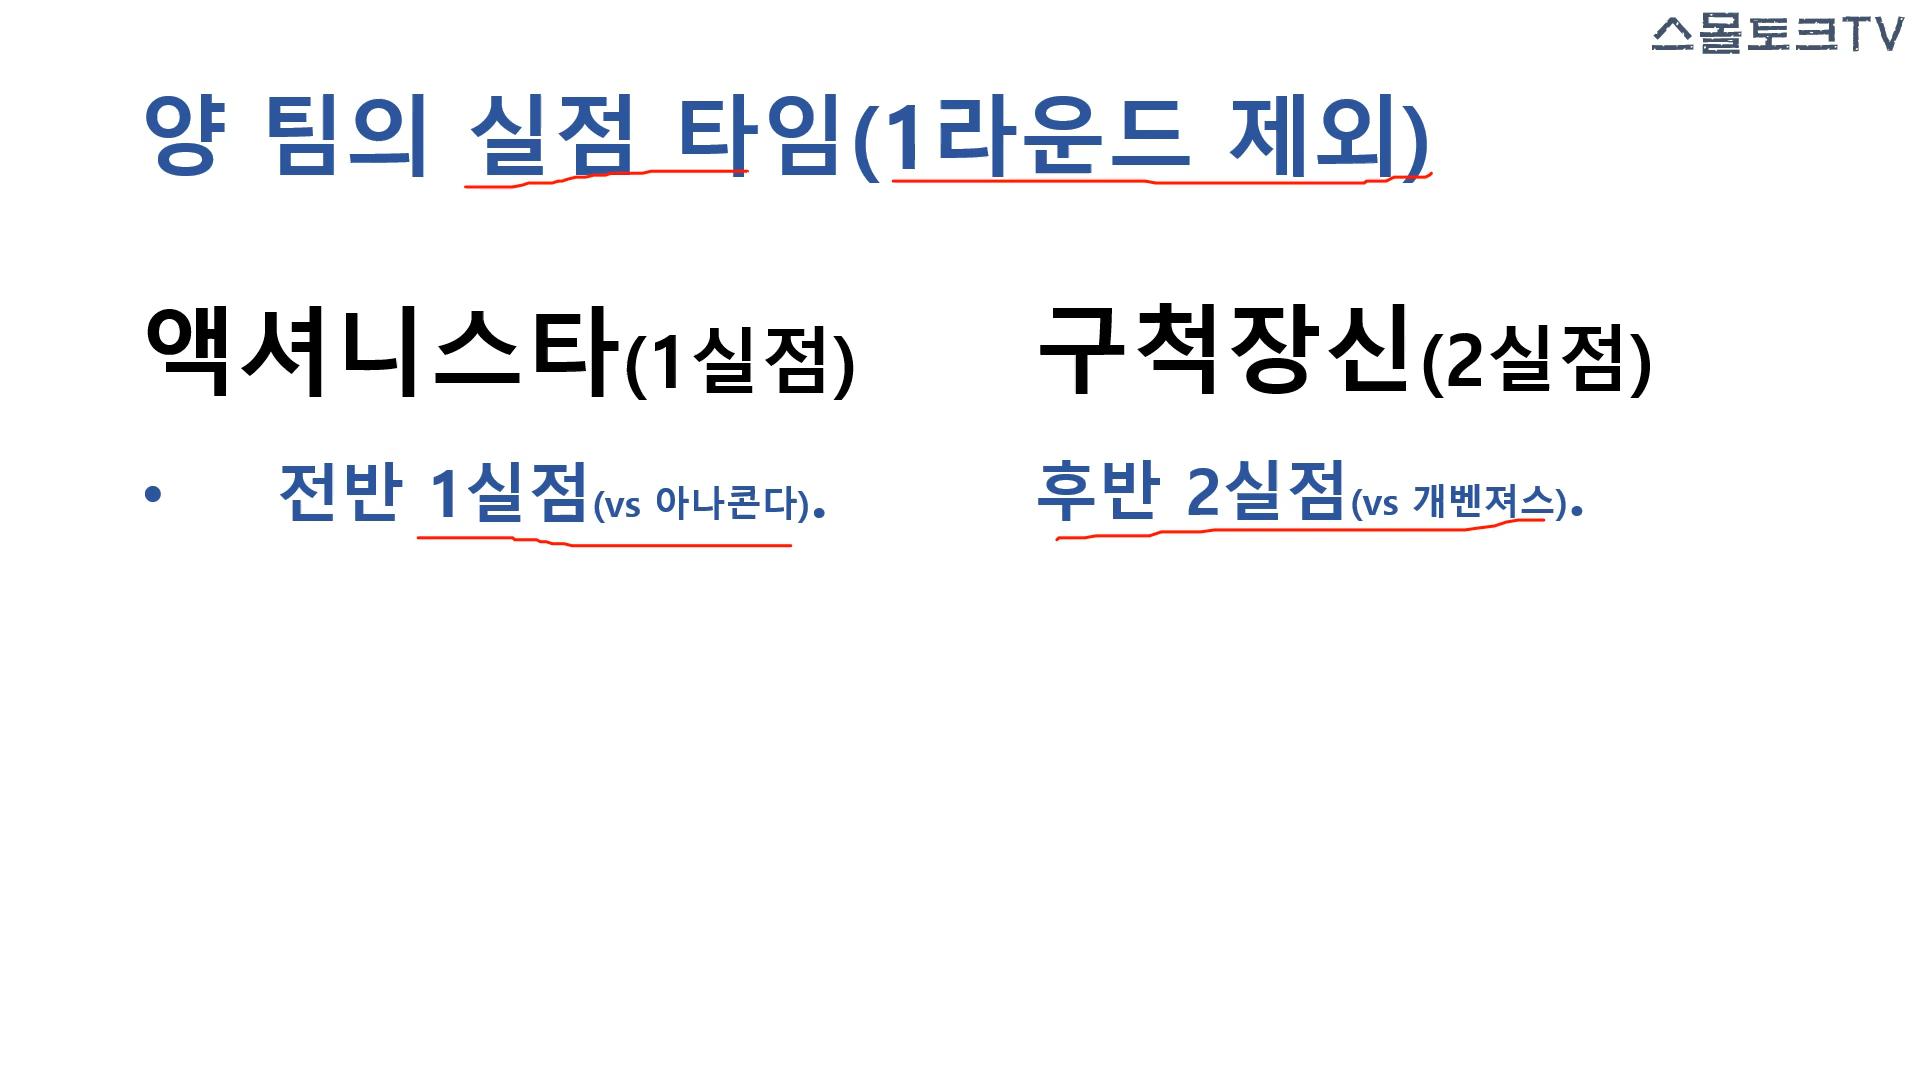 스몰토크TV
양 팀의 실점 타임(1라운드 제외)
액셔니스타(1실점)
구척장신(2실점)
• 전반 1실점(vs 아나콘다).
후반 2실점(vs 개벤져스).